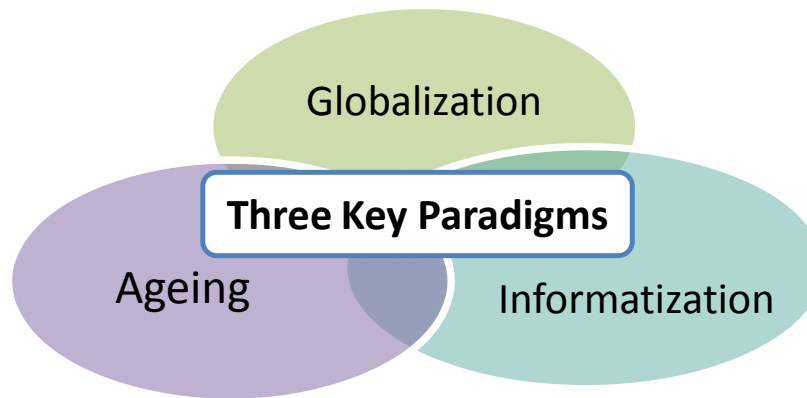 Globalization
Three Key Paradigms
Ageing
Informatization